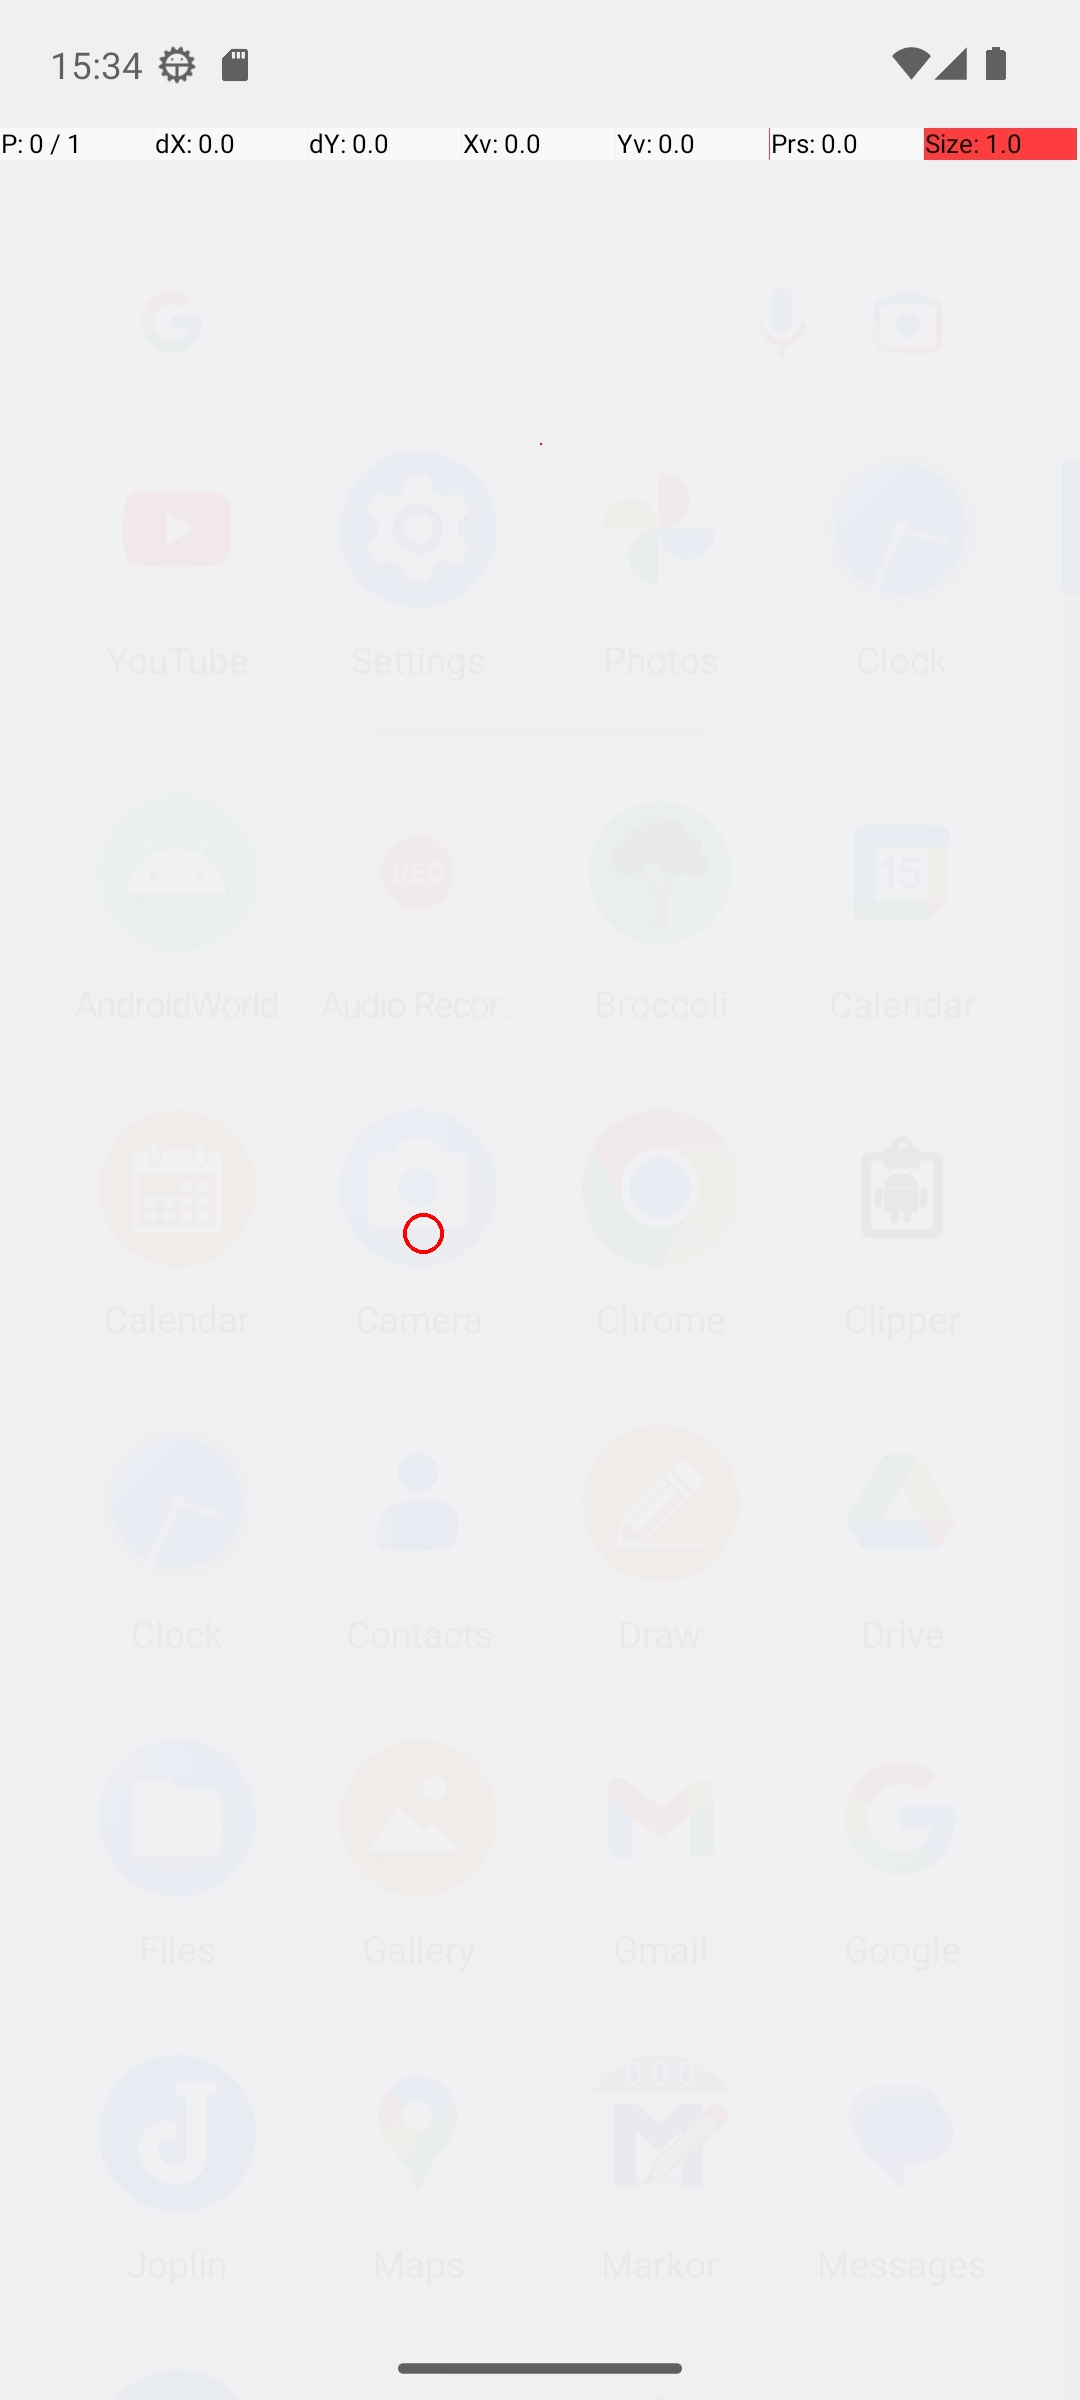 15:34
P: 0 / 1 dX: 0.0 dY: 0.0 Xv: 0.0 Yv: 0.0 Prs: 0.0 Size: 1.0
YouTube Settings Photos Clock
REC 15
AndroidWorld Audio Recor... Broccoli Calendar
Calendar Camera Chrome Clipper
Clock Contacts Draw Drive
Files Gallery Gmail Google
000
Joplin Maps Markor Messages